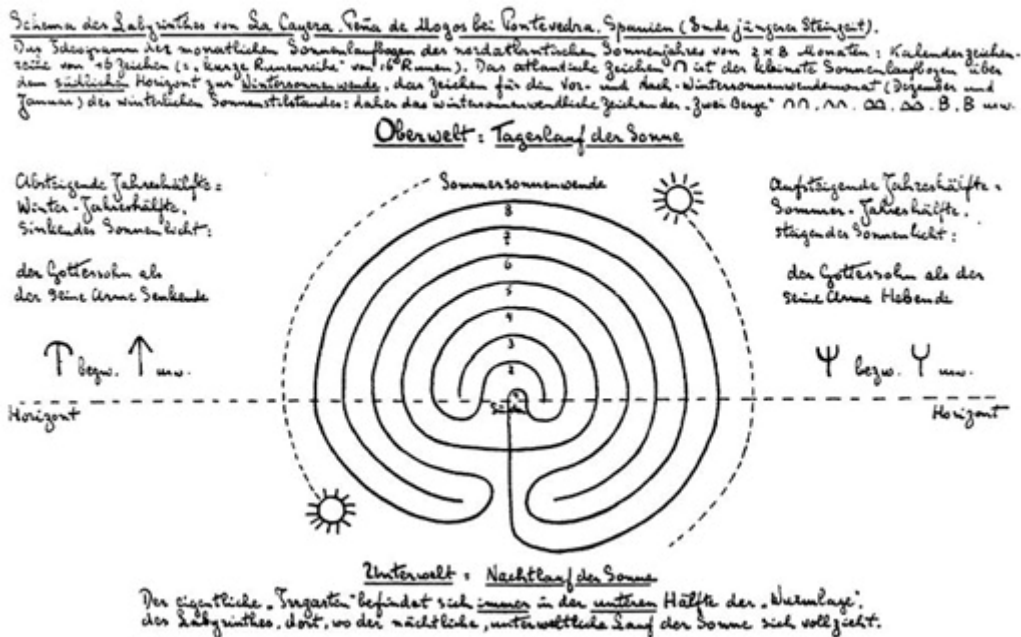 Schema des Labyrinthes von La Cayera. Peña de Mogos bei Pontevedra. Spanien (Ende jüngerer Steinzeit).
Das Ideogramm der monatlichen Sonnenlaufbogen des nordatlantischen Sonnenjahres von 2 x 8 Monaten: Kalenderzeichen-
reihe von 16 Zeichen (s. „kurze Runenreihe" von 16 Runen). Das atlantische Zeichen ∩ ist der kleinste Sonnenlaufbogen über
dem südlichen Horizont zur Wintersonnenwende, das Zeichen für den Vor- und Nach-Wintersonnenwendemonat (Dezember und
Januar) des winterlichen Sonnenstillstandes: daher das wintersonnenwendliche Zeichen der „Zwei Berge" ∩∩, B, B usw.
Oberwelt = Tageslauf der Sonne
Absteigende Jahreshälfte =
Winter-Jahreshälfte.
Sinkendes Sonnenlicht:
der Gottessohn als
der seine Arme Senkende
bezw. ↑ usw.
Horizont
Sommersonnenwende
8
7
6
5
4
3
2
1
Süden
Aufsteigende Jahreshälfte =
Sommer-Jahreshälfte.
steigendes Sonnenlicht:
der Gottessohn als der
seine Arme Hebende
Ψ bezw. Y usw.
Horizont
Unterwelt = Nachtlauf der Sonne
Der eigentliche „Irrgarten" befindet sich immer in der unteren Hälfte der „Wurmlage",
des Labyrinthes, dort, wo der nächtliche, unterweltliche Lauf der Sonne sich vollzieht.